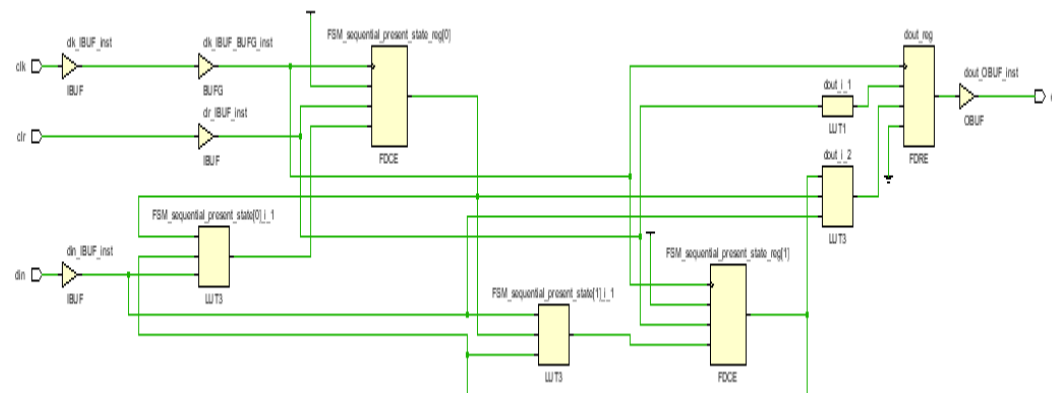 FSM_sequential_present_state_reg[0]
dout_reg
clk_IBUF_inst
clk_IBUF_BUFG_inst
dout_OBUF_inst
clk
IBUF
BUFG
dout_i_1
OBUF
clr_IBUF_inst
clr
IBUF
LUT1
FDCE
FDRE
dout_i_2
FSM_sequential_present_state[0]_i_1
LUT3
din_IBUF_inst
FSM_sequential_present_state_reg[1]
din
IBUF
LUT3
FSM_sequential_present_state[1]_i_1
LUT3
FDCE